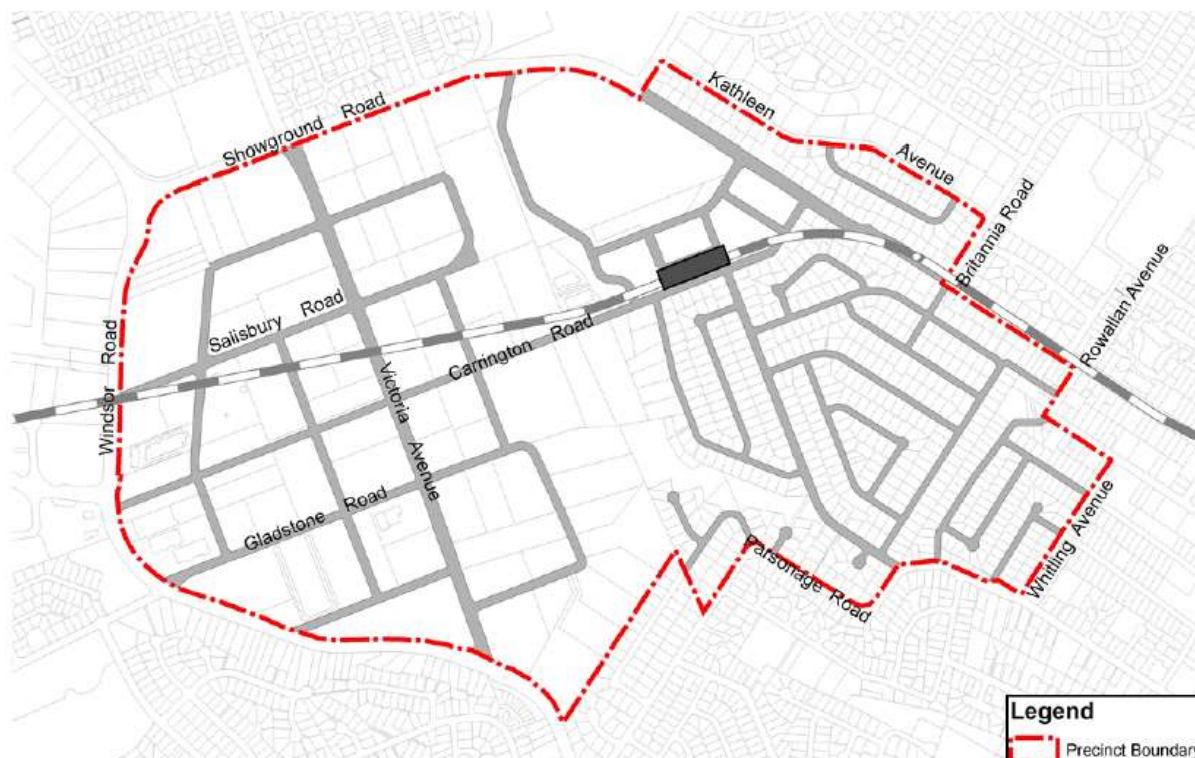 Kathleen
Avenue
Showground Road
Britannia Road
Rowallan Avenue
Salisbury Road
Windsor Road
Carrington Road
Victoria
Avenue
Gladstone Road
Parsonage Road
Whitling Avenue
Legend
Precinct Boundary